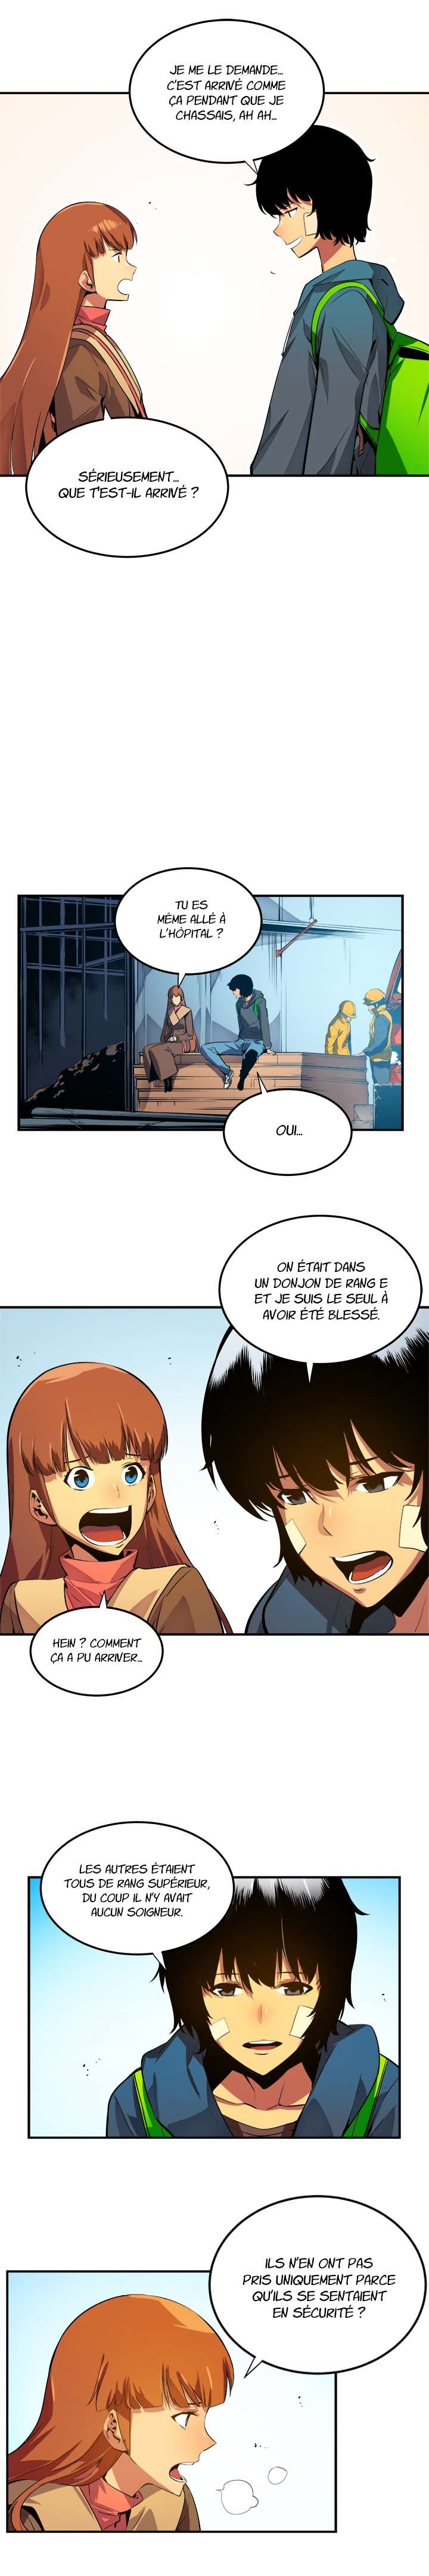 JE ME LE DEMANDE...
C'EST ARRIVÉ COMME
ÇA PENDANT QUE JE
CHASSAIS, AH AH...
SÉRIEUSEMENT...
QUE T'EST-IL ARRIVÉ ?
TU ES
MÊME ALLÉ À
L'HÔPITAL ?
OUI...
ON ÉTAIT DANS
UN DONJON DE RANG E
ET JE SUIS LE SEUL À
AVOIR ÉTÉ BLESSÉ.
HEIN ? COMMENT
ÇA A PU ARRIVER...
LES AUTRES ÉTAIENT
TOUS DE RANG SUPÉRIEUR,
DU COUP IL N'Y AVAIT
AUCUN SOIGNEUR.
ILS N'EN ONT PAS
PRIS UNIQUEMENT PARCE
QU'ILS SE SENTAIENT
EN SÉCURITÉ ?